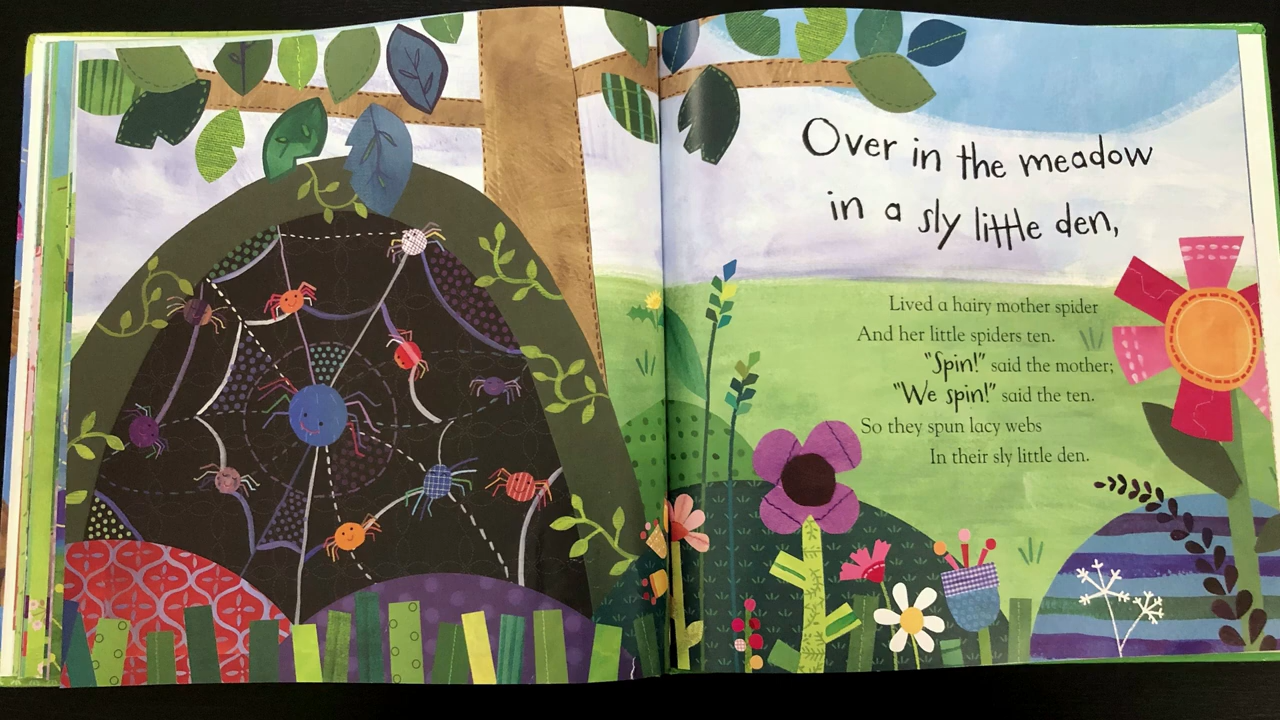 Over in the meadow
in a sly little den,
Lived a hairy mother spider
And her little spiders ten.
"Spin!" said the mother;
"We spin!" said the ten.
So they spun lacy webs
In their sly little den.